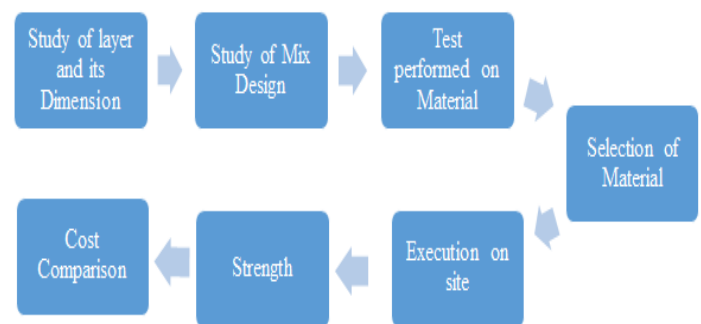 Study of layer
and its
Dimension
Study of Mix
Design
Test
performed on
Material
Selection of
Material
Execution on
site
Strength
Cost
Comparison